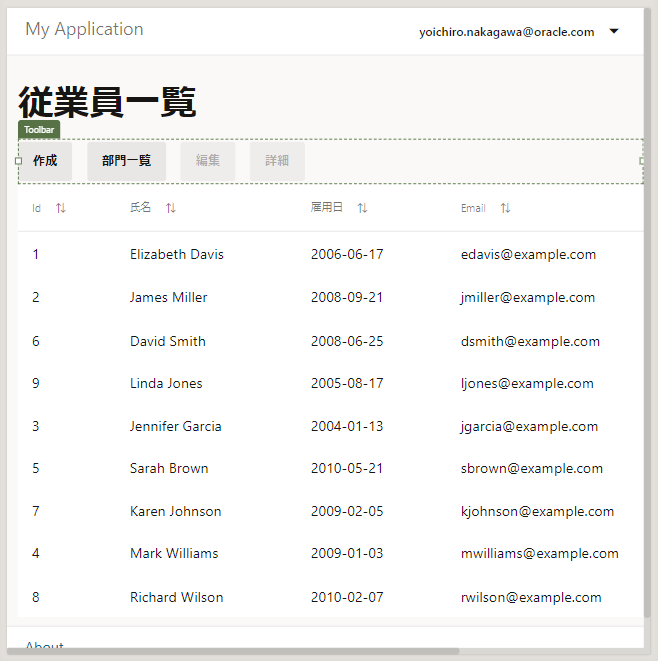 My Application
yoichiro.nakagawa@oracle.com
従業員一覧
Toolbar
作成 部門一覧 編集 詳細
Id 氏名 雇用日 Email
1 Elizabeth Davis 2006-06-17 edavis@example.com
2 James Miller 2008-09-21 jmiller@example.com
6 David Smith 2008-06-25 dsmith@example.com
9 Linda Jones 2005-08-17 ljones@example.com
3 Jennifer Garcia 2004-01-13 jgarcia@example.com
5 Sarah Brown 2010-05-21 sbrown@example.com
7 Karen Johnson 2009-02-05 kjohnson@example.com
4 Mark Williams 2009-01-03 mwilliams@example.com
8 Richard Wilson 2010-02-07 rwilson@example.com
About